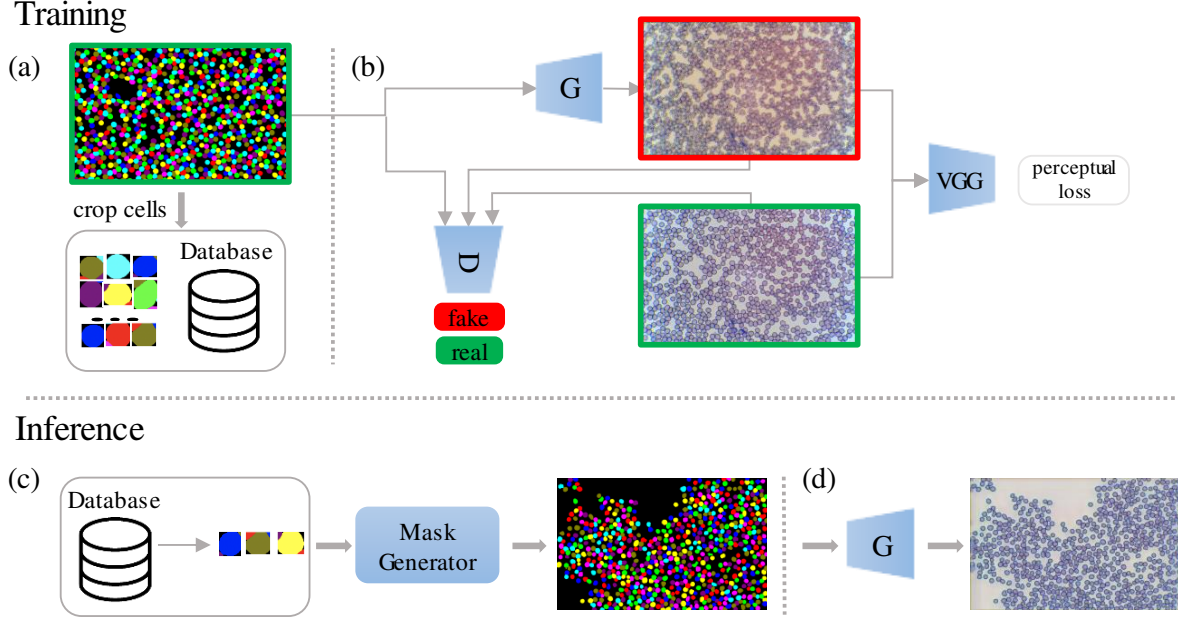 Training
(a)
(b)
G
VGG
perceptual
loss
crop cells
Database
D
fake
real
Inference
(c)
(d)
Database
Mask
Generator
G